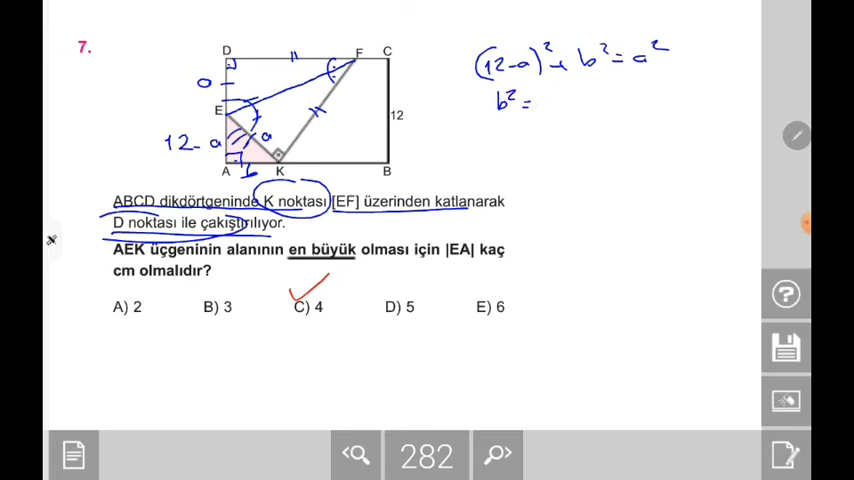 7.
D
F
C
(12-a)² + b² = a²
b² =
a
E
12
12-a
a
A
b
K
B
ABCD dikdörtgeninde K noktası [EF] üzerinden katlanarak
D noktası ile çakıştırılıyor.
AEK üçgeninin alanının en büyük olması için |EA| kaç
cm olmalıdır?
A) 2 B) 3 C) 4 D) 5 E) 6
282